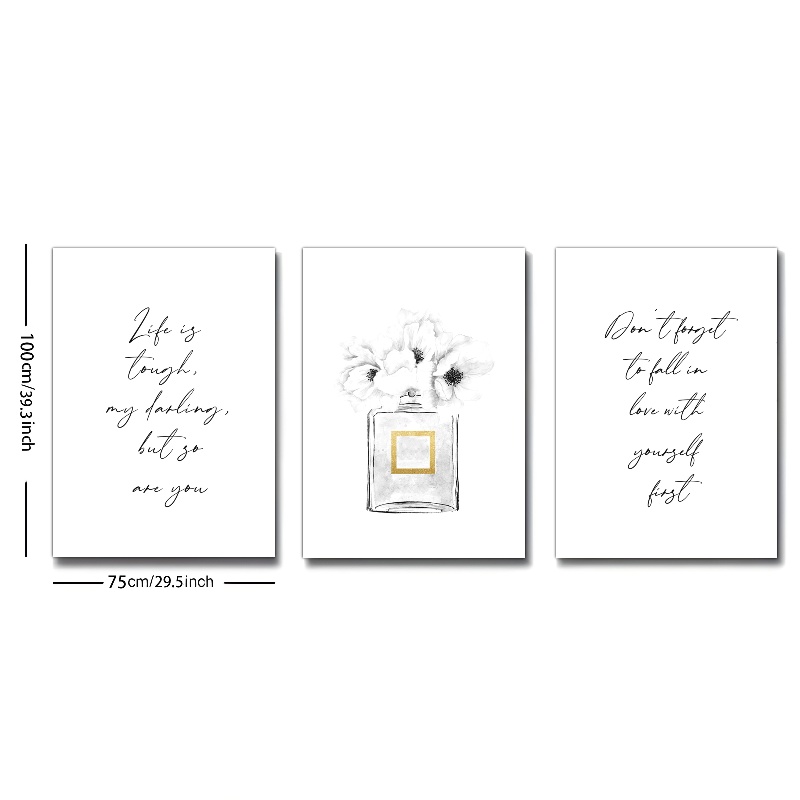 100cm/39.3inch
Life is
tough,
my darling,
but so
are you
75cm/29.5inch
Don't forget
to fall in
love with
yourself
first